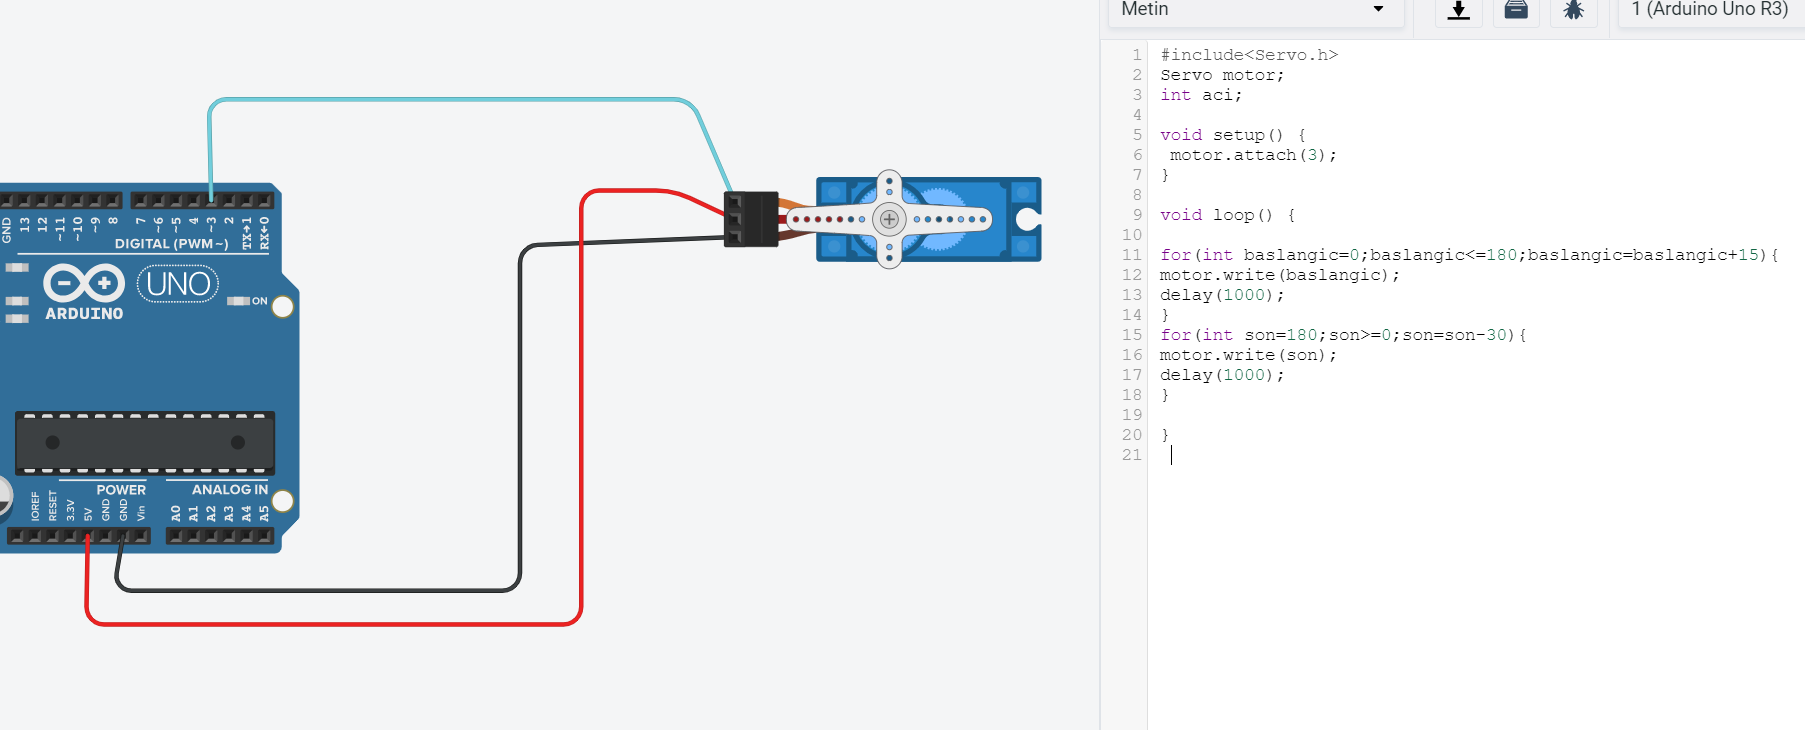 Metin
1 (Arduino Uno R3)
1 #include<Servo.h>
2 Servo motor;
3 int aci;
4
5 void setup() {
6  motor.attach(3);
7 }
8
9 void loop() {
10
11 for(int baslangic=0;baslangic<=180;baslangic=baslangic+15){
12 motor.write(baslangic);
13 delay(1000);
14 }
15 for(int son=180;son>=0;son=son-30){
16 motor.write(son);
17 delay(1000);
18 }
19
20 }
21
GND 13 12 ~11 ~10 ~9 8 7 ~6 ~5 4 ~3 2 TX→1 RX←0
DIGITAL (PWM~)
UNO
ON
ARDUINO
POWER ANALOG IN
IOREF RESET 3.3V 5V GND GND Vin A0 A1 A2 A3 A4 A5